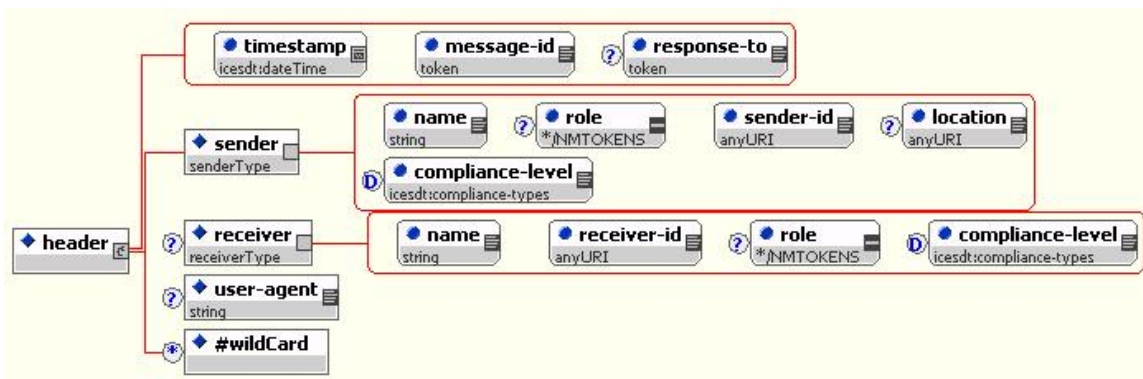 timestamp message-id ? response-to
icesdt:dateTime token token
name ? role sender-id ? location
string */NMTOKENS anyURI anyURI
sender
senderType
D compliance-level
icesdt:compliance-types
header
? receiver
receiverType
name receiver-id ? role D compliance-level
string anyURI */NMTOKENS icesdt:compliance-types
? user-agent
string
* #wildCard